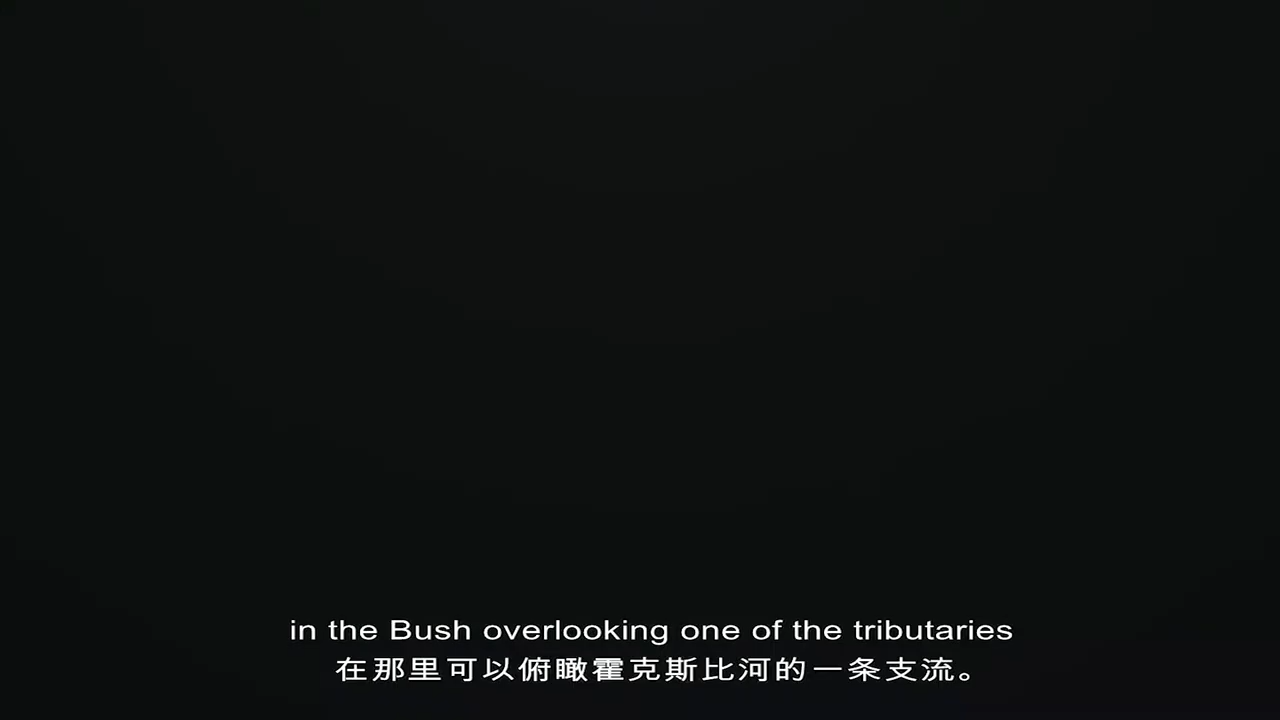 in the Bush overlooking one of the tributaries
在那里可以俯瞰霍克斯比河的一条支流。